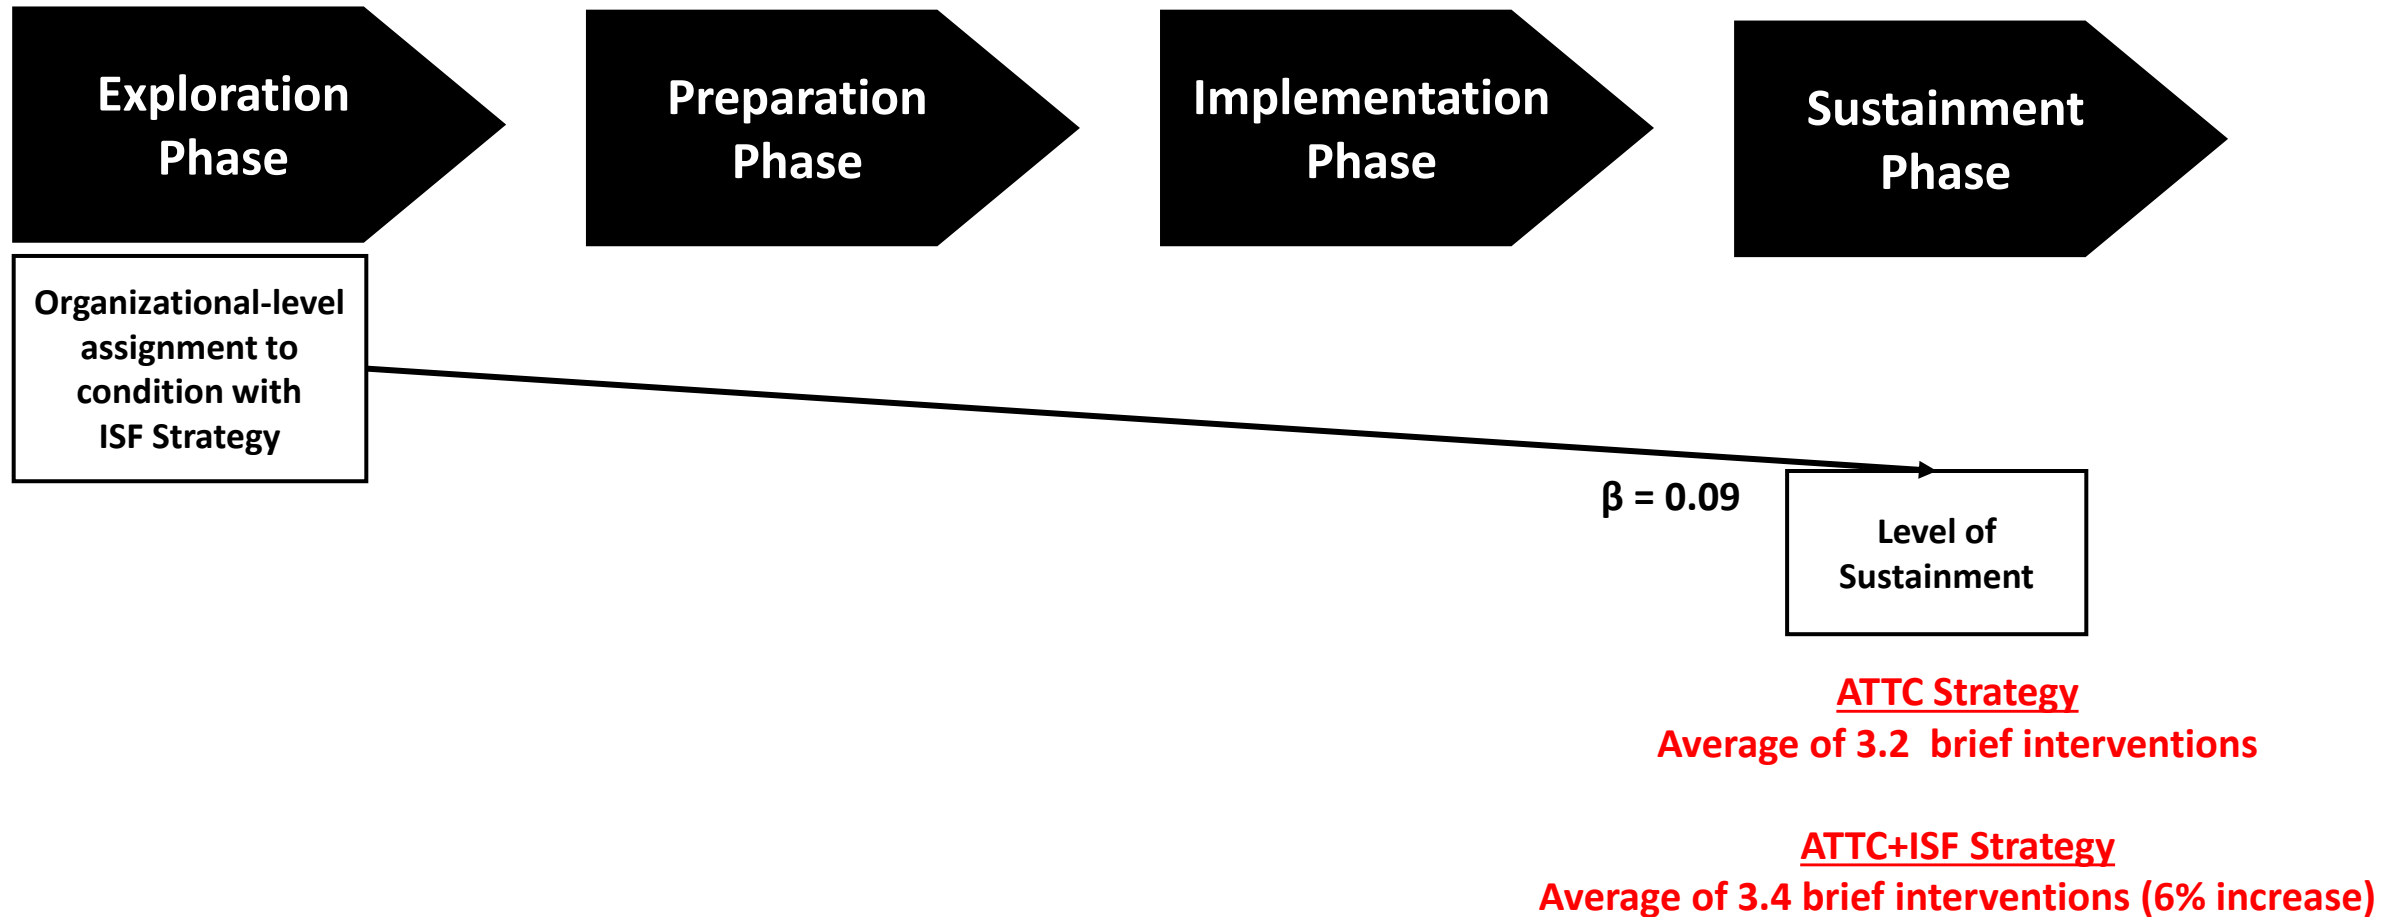 Exploration
Phase
Preparation
Phase
Implementation
Phase
Sustainment
Phase
Organizational-level
assignment to
condition with
ISF Strategy
β = 0.09
Level of
Sustainment
ATTC Strategy
Average of 3.2 brief interventions
ATTC+ISF Strategy
Average of 3.4 brief interventions (6% increase)